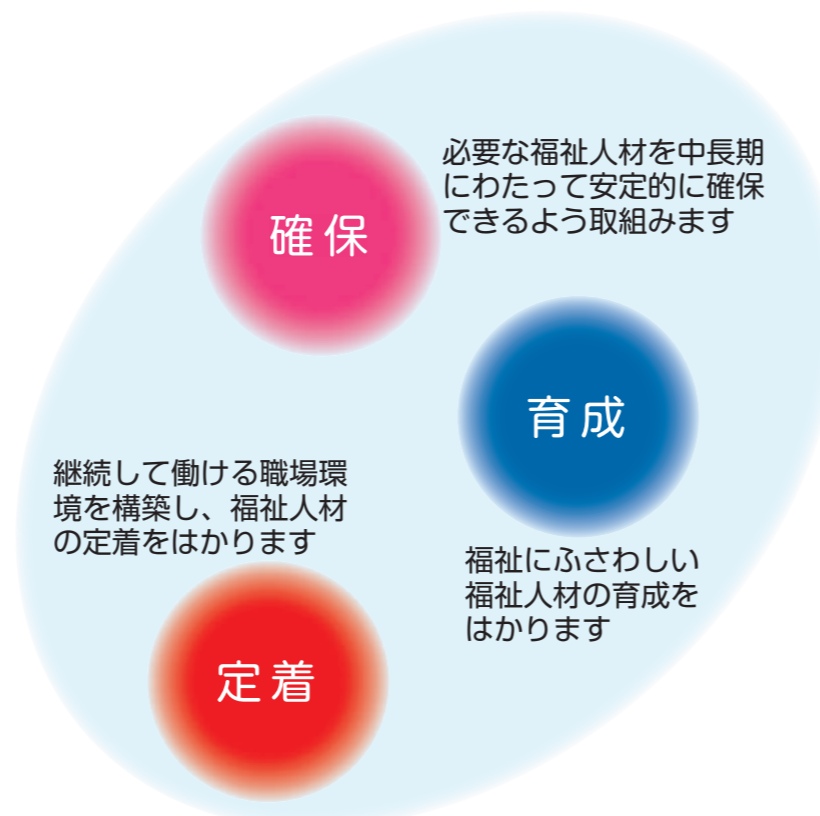 確保
必要な福祉人材を中長期
にわたって安定的に確保
できるよう取組みます
育成
福祉にふさわしい
福祉人材の育成を
はかります
継続して働ける職場環
境を構築し、福祉人材
の定着をはかります
定着